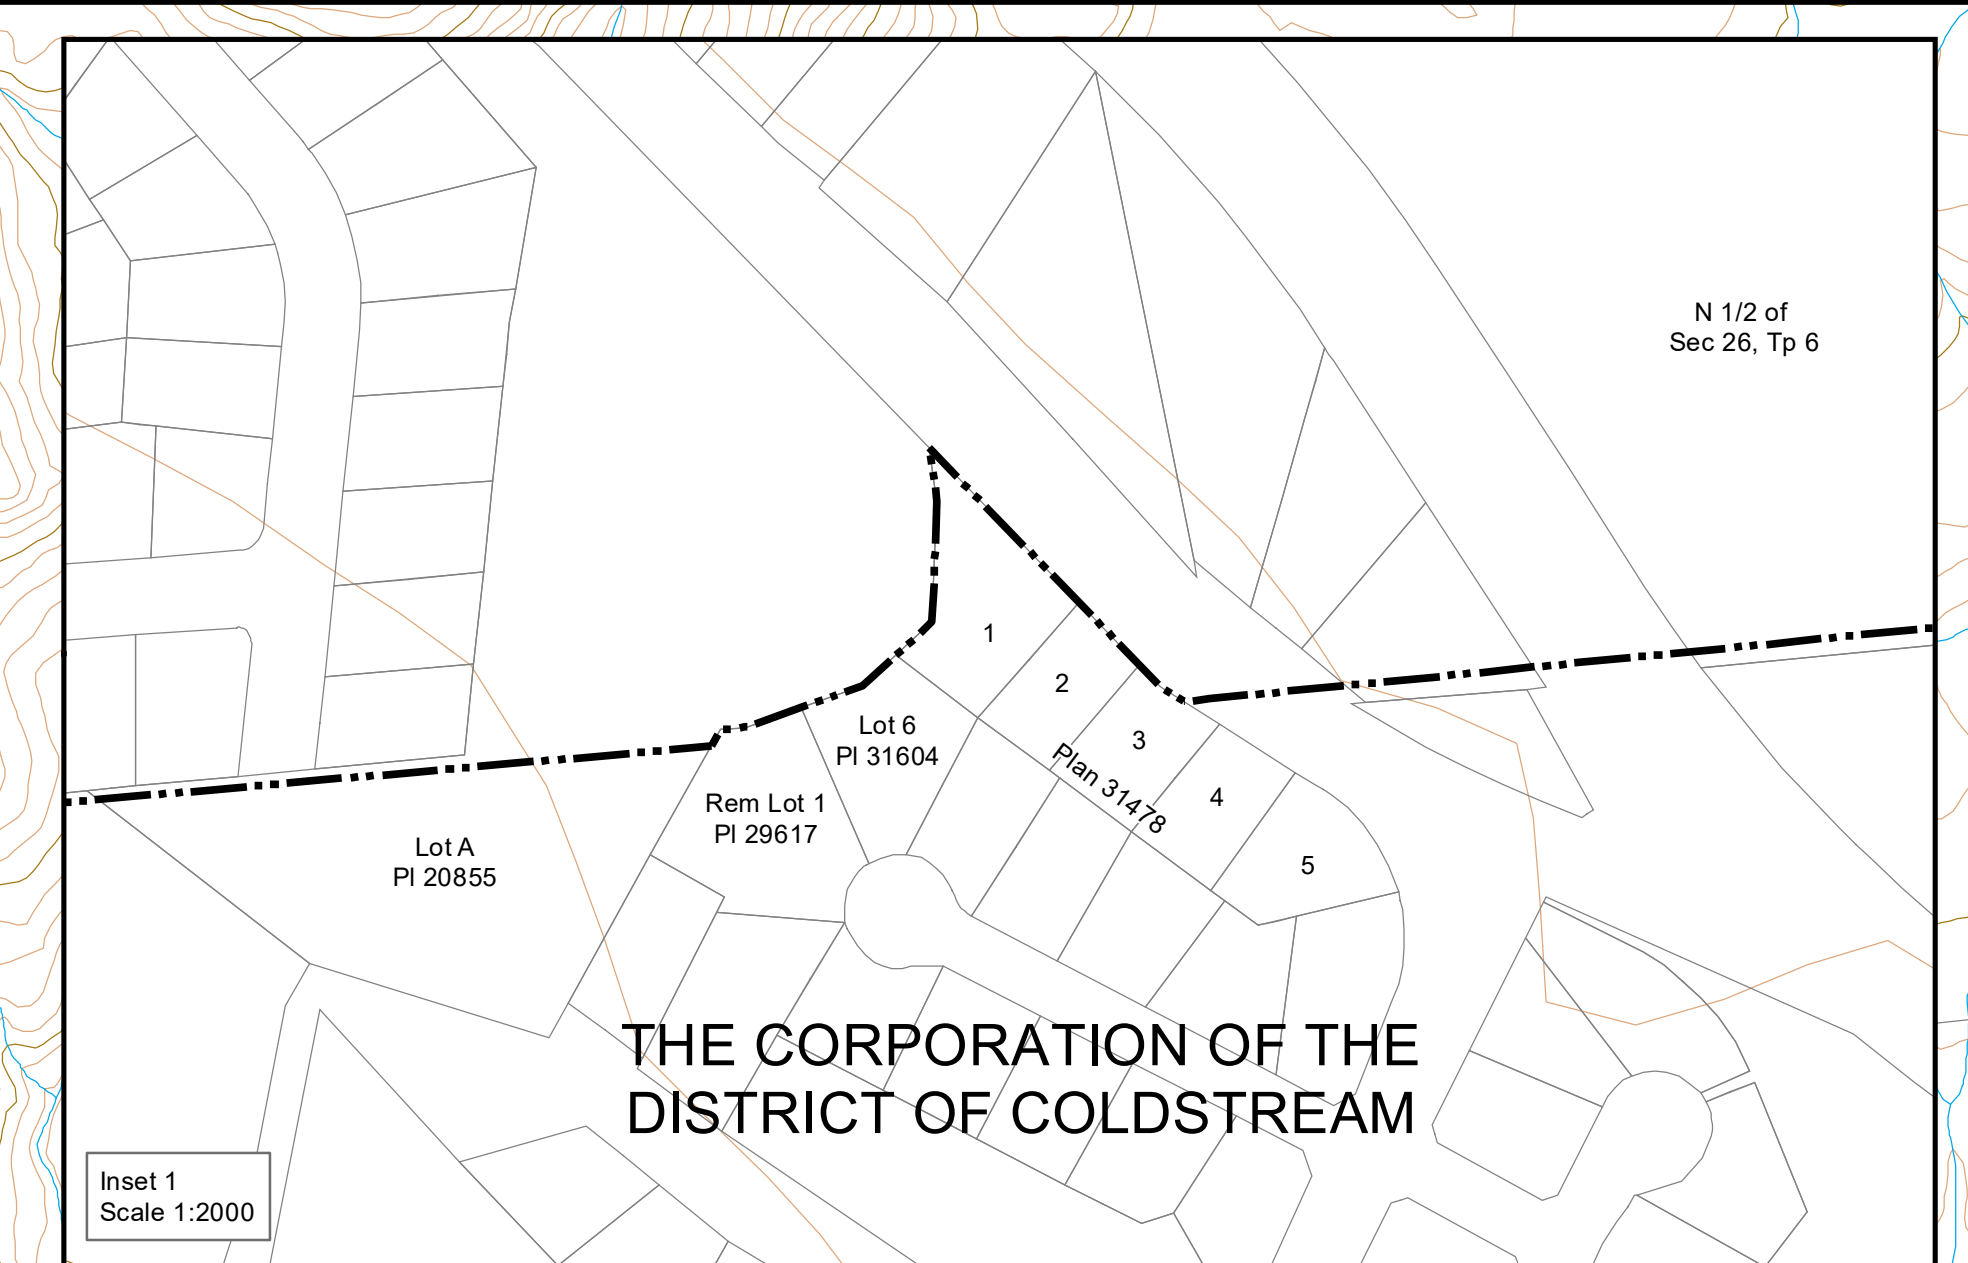 N 1/2 of
Sec 26, Tp 6
1
2
3
4
5
Plan 31478
Lot 6
Pl 31604
Rem Lot 1
Pl 29617
Lot A
Pl 20855
THE CORPORATION OF THE
DISTRICT OF COLDSTREAM
Inset 1
Scale 1:2000